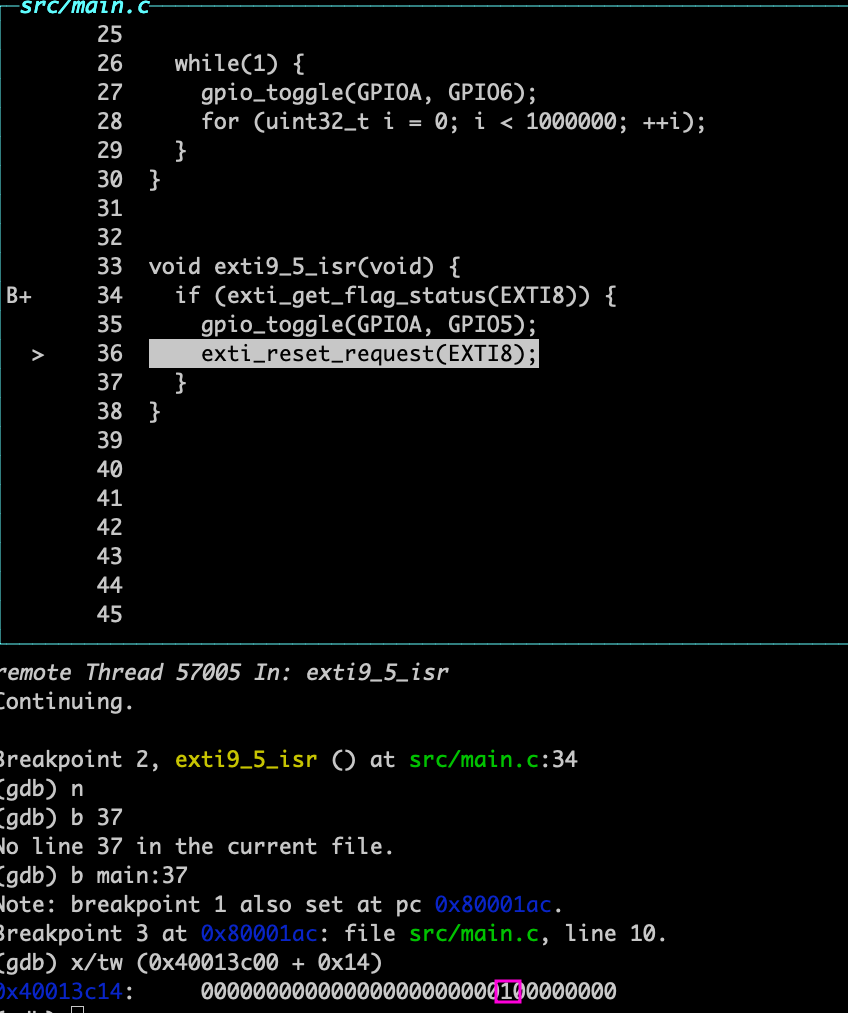 src/main.c
25
26 while(1) {
27 gpio_toggle(GPIOA, GPIO6);
28 for (uint32_t i = 0; i < 1000000; ++i);
29 }
30 }
31
32
33 void exti9_5_isr(void) {
B+ 34 if (exti_get_flag_status(EXTI8)) {
35 gpio_toggle(GPIOA, GPIO5);
> 36 exti_reset_request(EXTI8);
37 }
38 }
39
40
41
42
43
44
45
remote Thread 57005 In: exti9_5_isr
Continuing.
Breakpoint 2, exti9_5_isr () at src/main.c:34
(gdb) n
(gdb) b 37
No line 37 in the current file.
(gdb) b main:37
Note: breakpoint 1 also set at pc 0x80001ac.
Breakpoint 3 at 0x80001ac: file src/main.c, line 10.
(gdb) x/tw (0x40013c00 + 0x14)
0x40013c14: 00000000000000000000000100000000